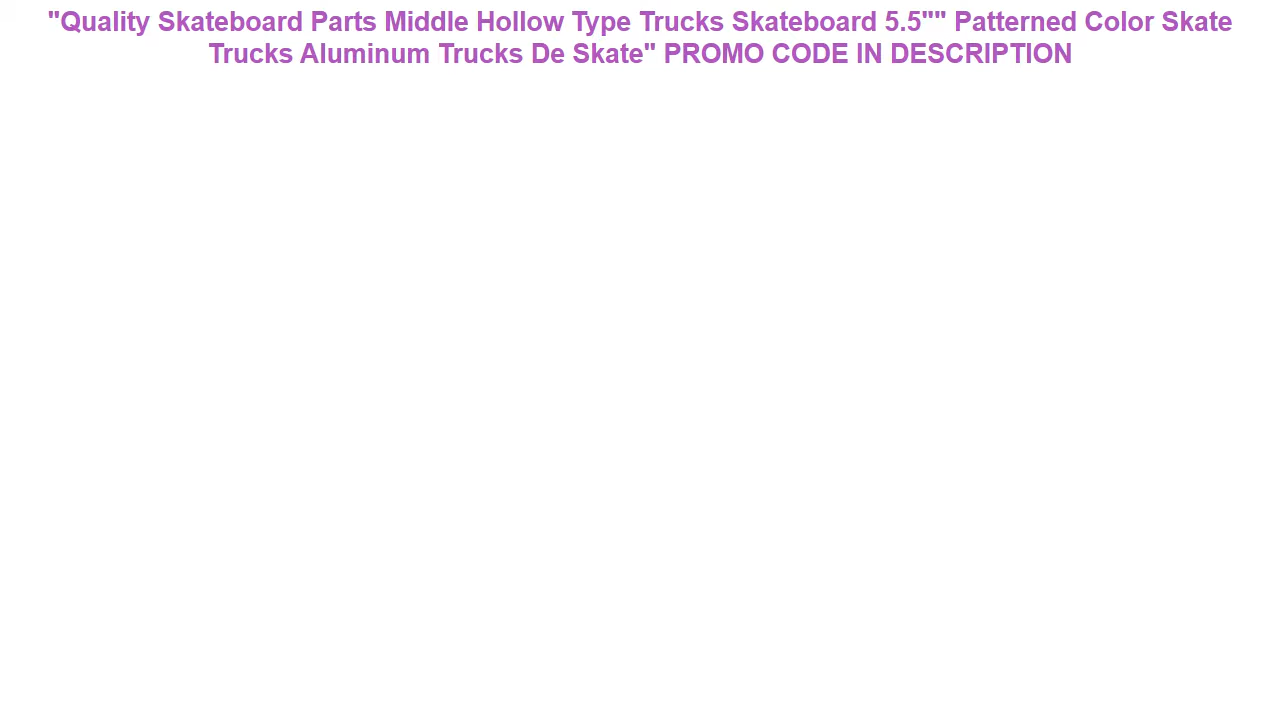 "Quality Skateboard Parts Middle Hollow Type Trucks Skateboard 5.5"" Patterned Color Skate
Trucks Aluminum Trucks De Skate" PROMO CODE IN DESCRIPTION